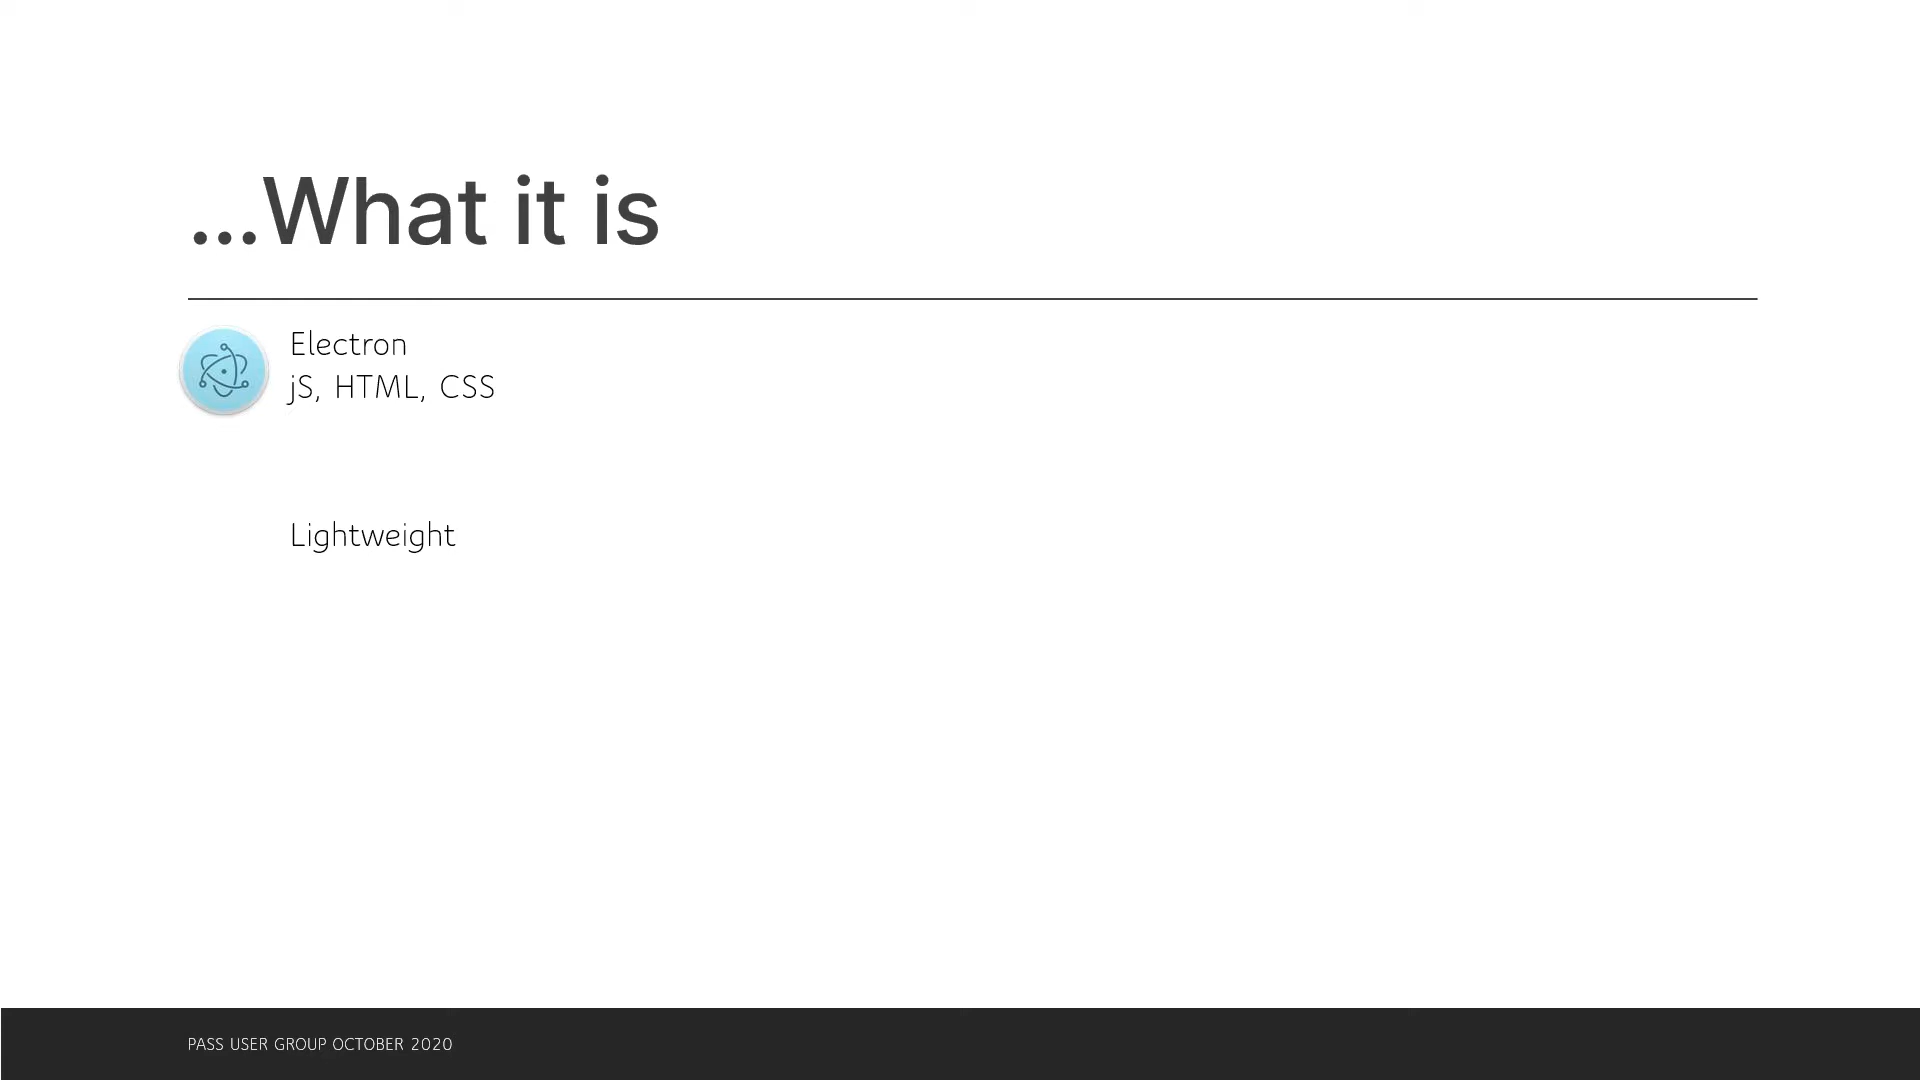 ...What it is
Electron
jS, HTML, CSS
Lightweight
PASS USER GROUP OCTOBER 2020